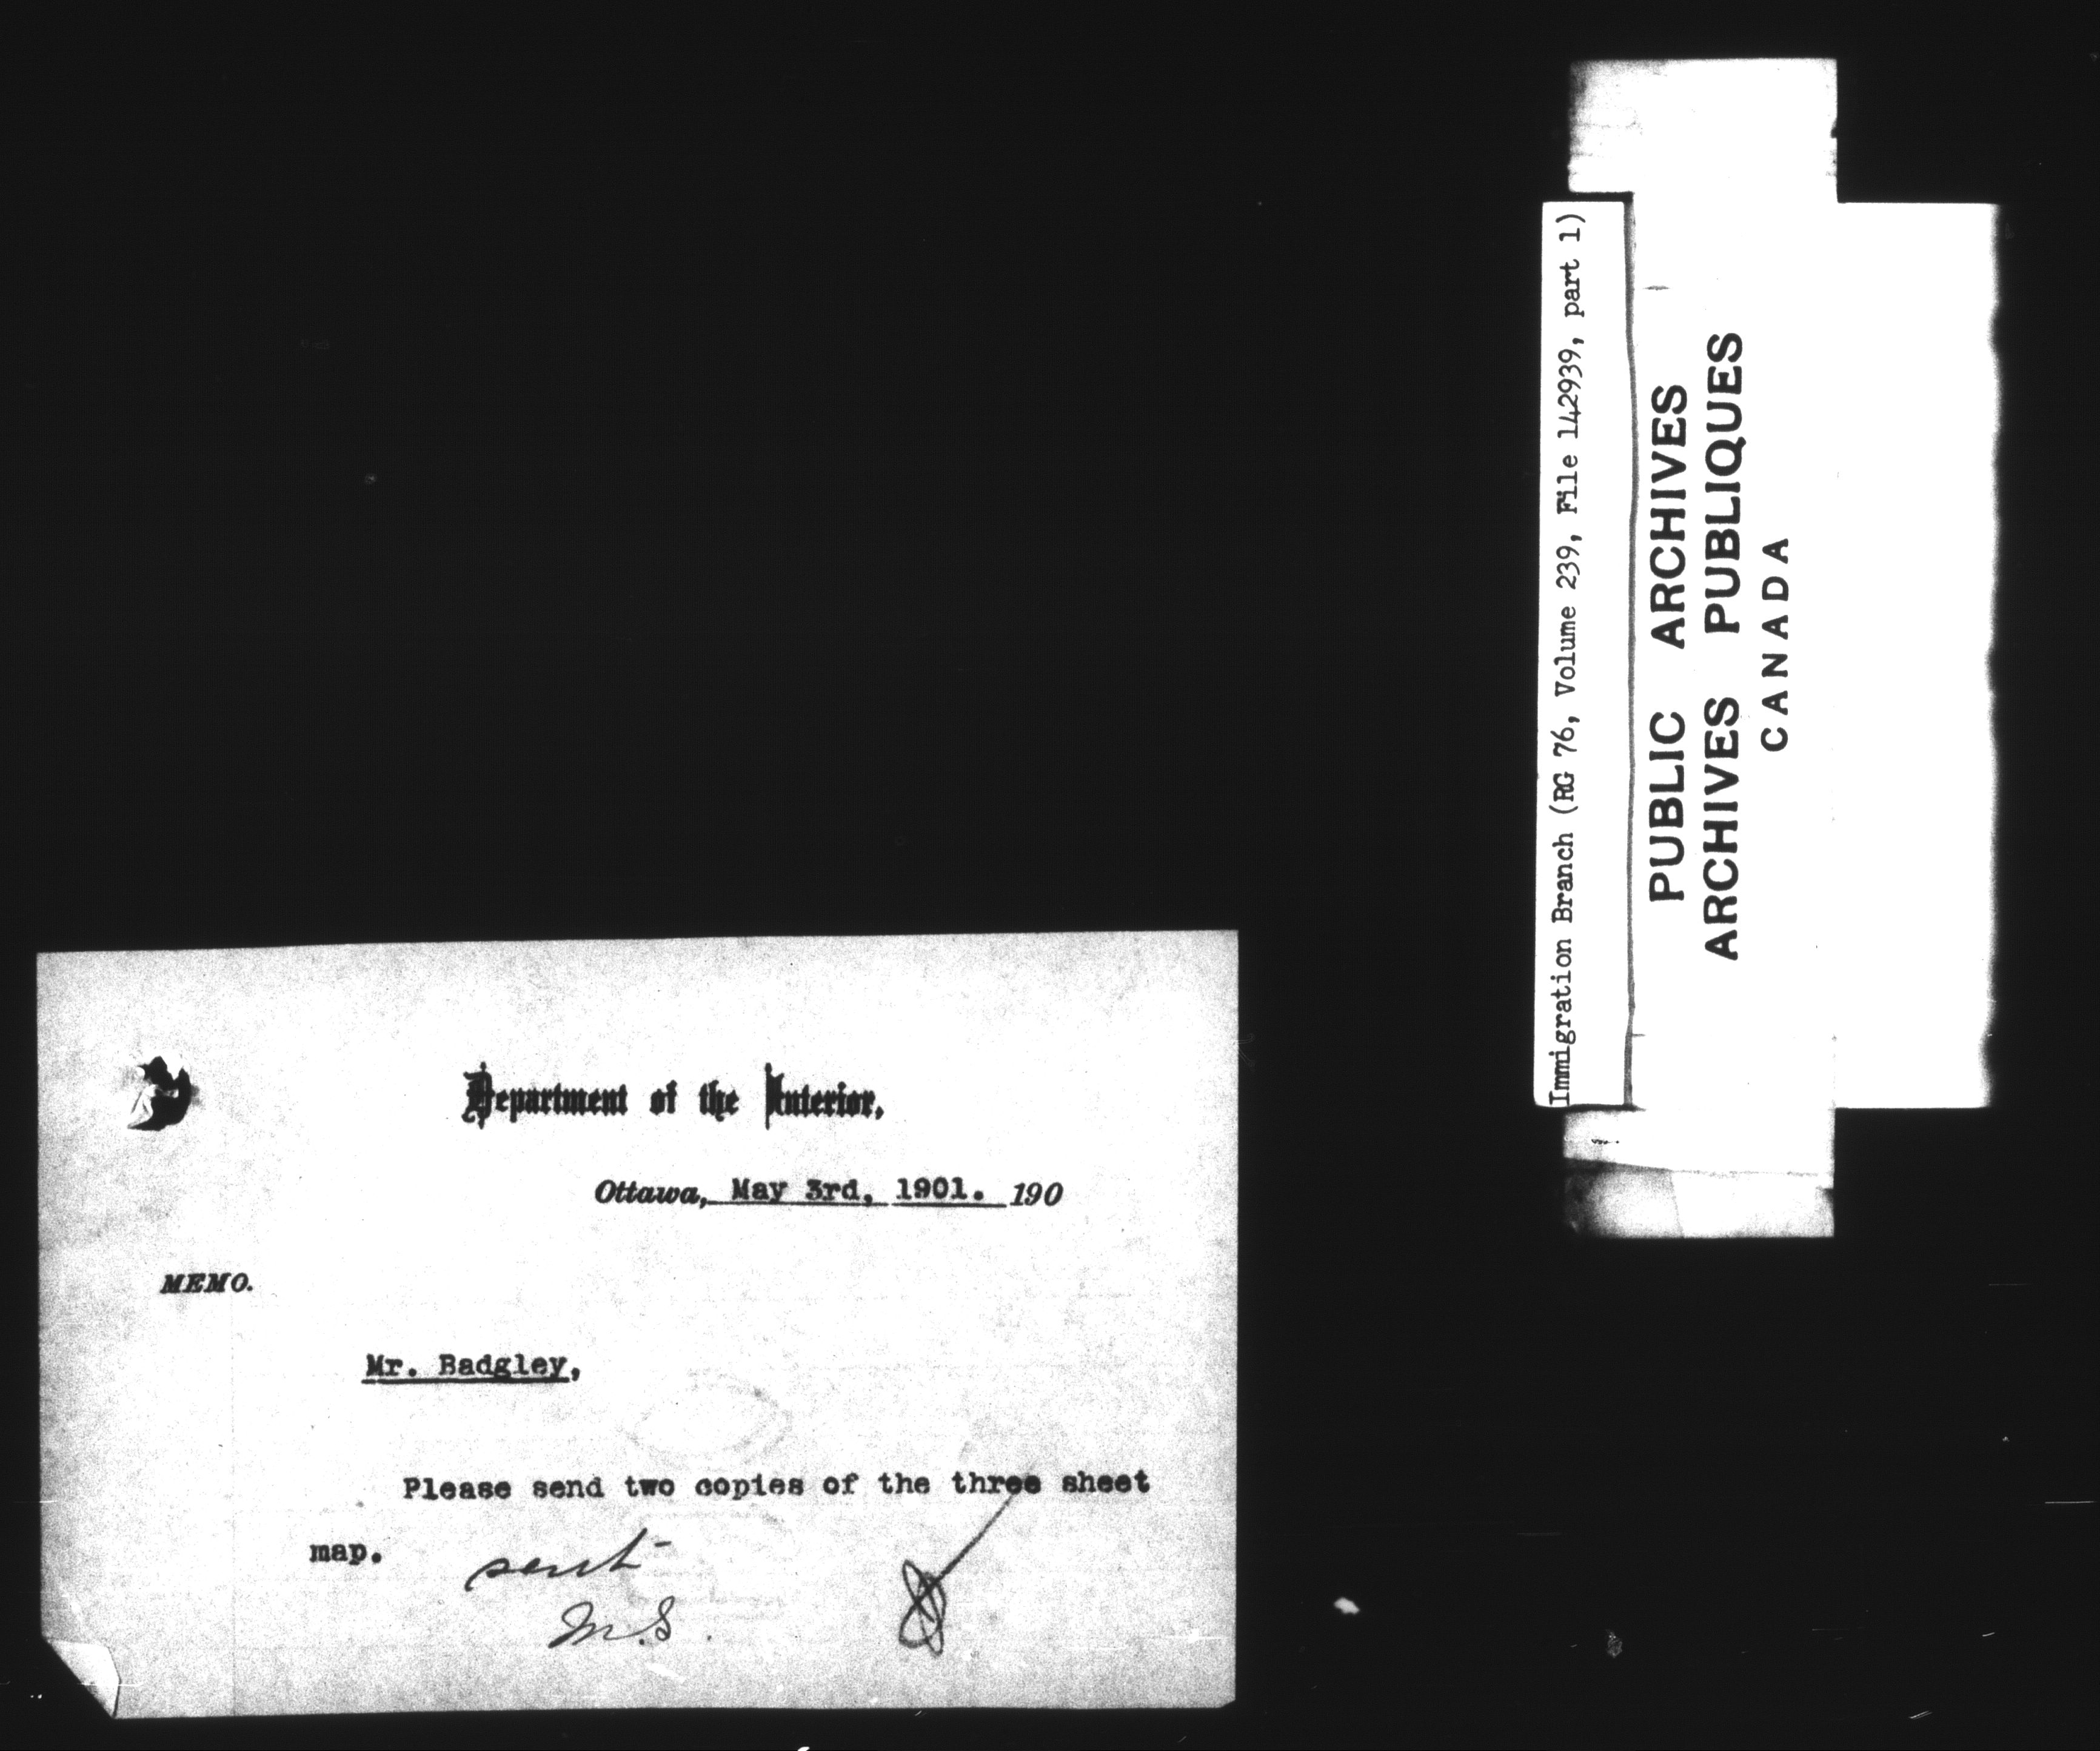 Department of the Interior,
Ottawa, May 3rd, 1901. 190
MEMO.
Mr. Badgley,
Please send two copies of the three sheet
map.
sent
M.S.
Immigration Branch (RG 76, Volume 239, File 142939, part 1)
PUBLIC ARCHIVES
ARCHIVES PUBLIQUES
CANADA